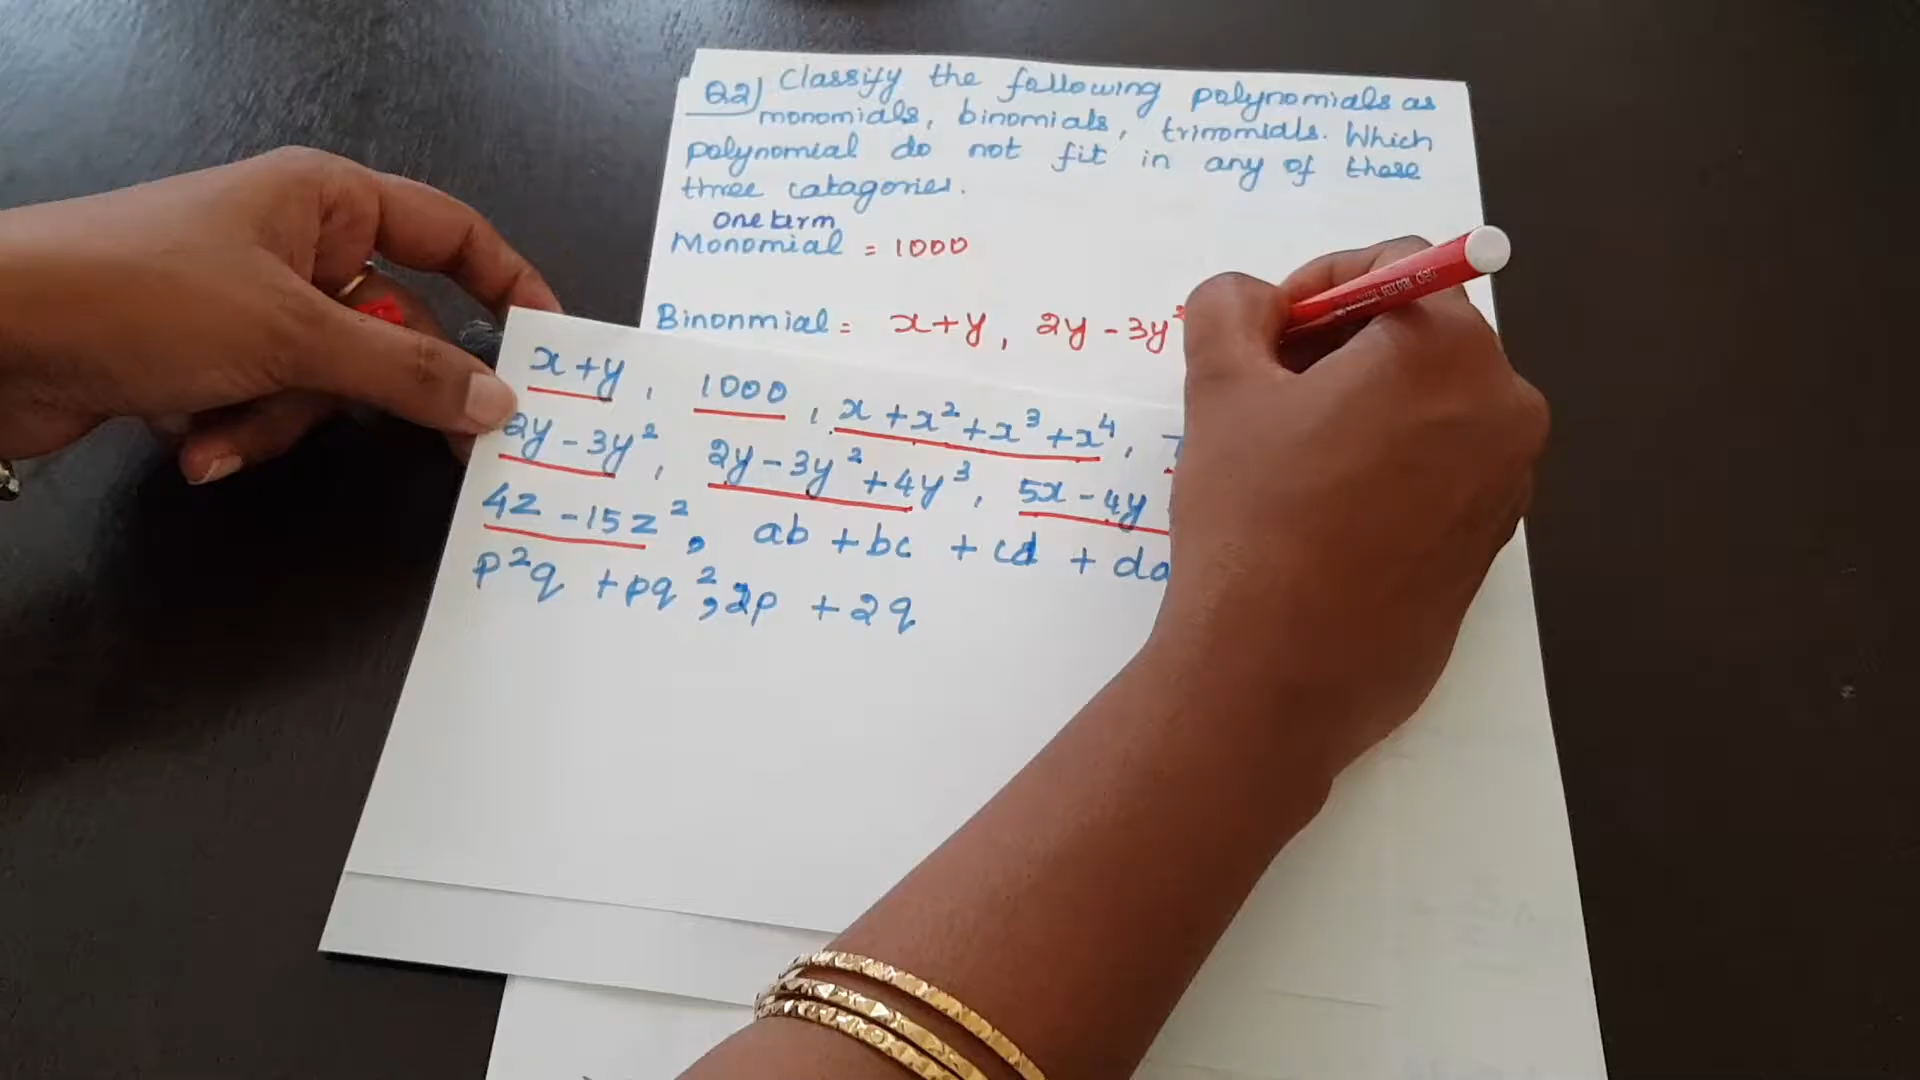 Q2) Classify the following polynomials as
monomials, binomials, trinomials. Which
polynomial do not fit in any of these
three catagories.
One term
Monomial = 1000
Binonmial = x+y, 2y - 3y²
x+y, 1000, x+x²+x³+x⁴, 7
2y-3y², 2y-3y²+4y³, 5x-4y
4z-15z², ab+bc+cd+da
p²q+pq², 2p+2q